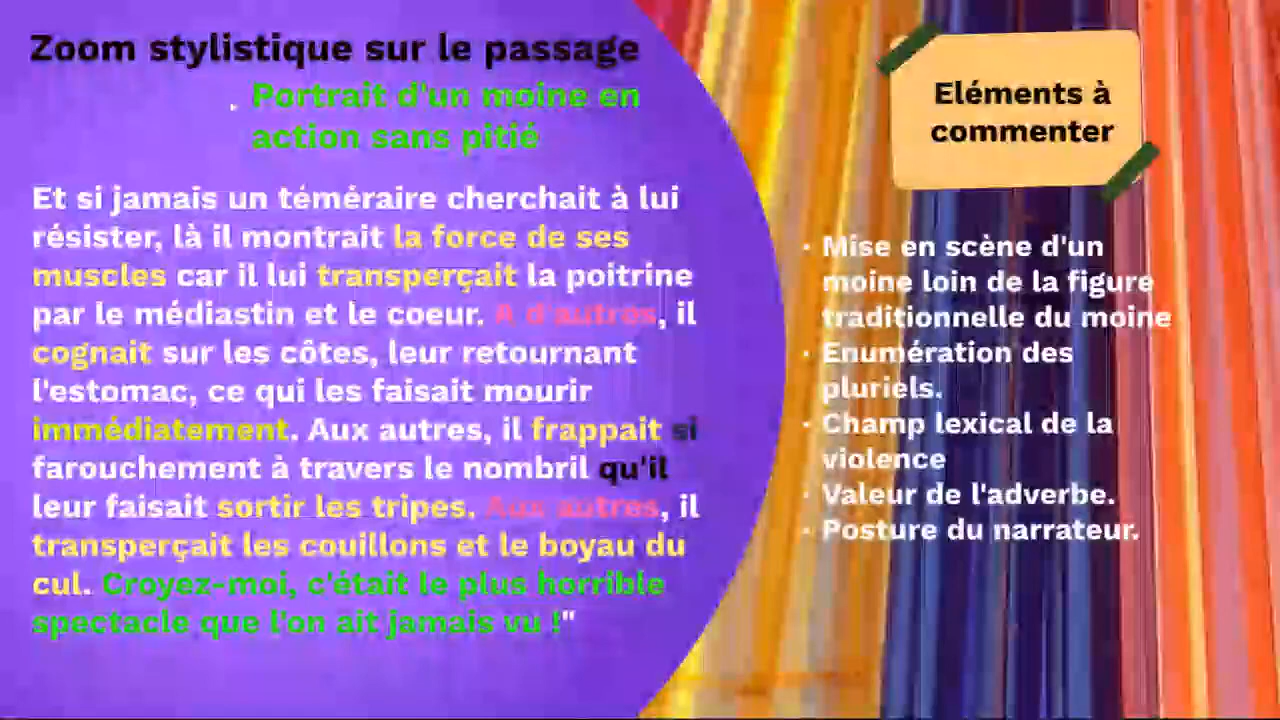 Zoom stylistique sur le passage
. Portrait d'un moine en
action sans pitié
Et si jamais un téméraire cherchait à lui
résister, là il montrait la force de ses
muscles car il lui transperçait la poitrine
par le médiastin et le coeur. A d'autres, il
cognait sur les côtes, leur retournant
l'estomac, ce qui les faisait mourir
immédiatement. Aux autres, il frappait si
farouchement à travers le nombril qu'il
leur faisait sortir les tripes. Aux autres, il
transperçait les couillons et le boyau du
cul. Croyez-moi, c'était le plus horrible
spectacle que l'on ait jamais vu !"
Eléments à
commenter
· Mise en scène d'un
moine loin de la figure
traditionnelle du moine
· Enumération des
pluriels.
· Champ lexical de la
violence
· Valeur de l'adverbe.
· Posture du narrateur.